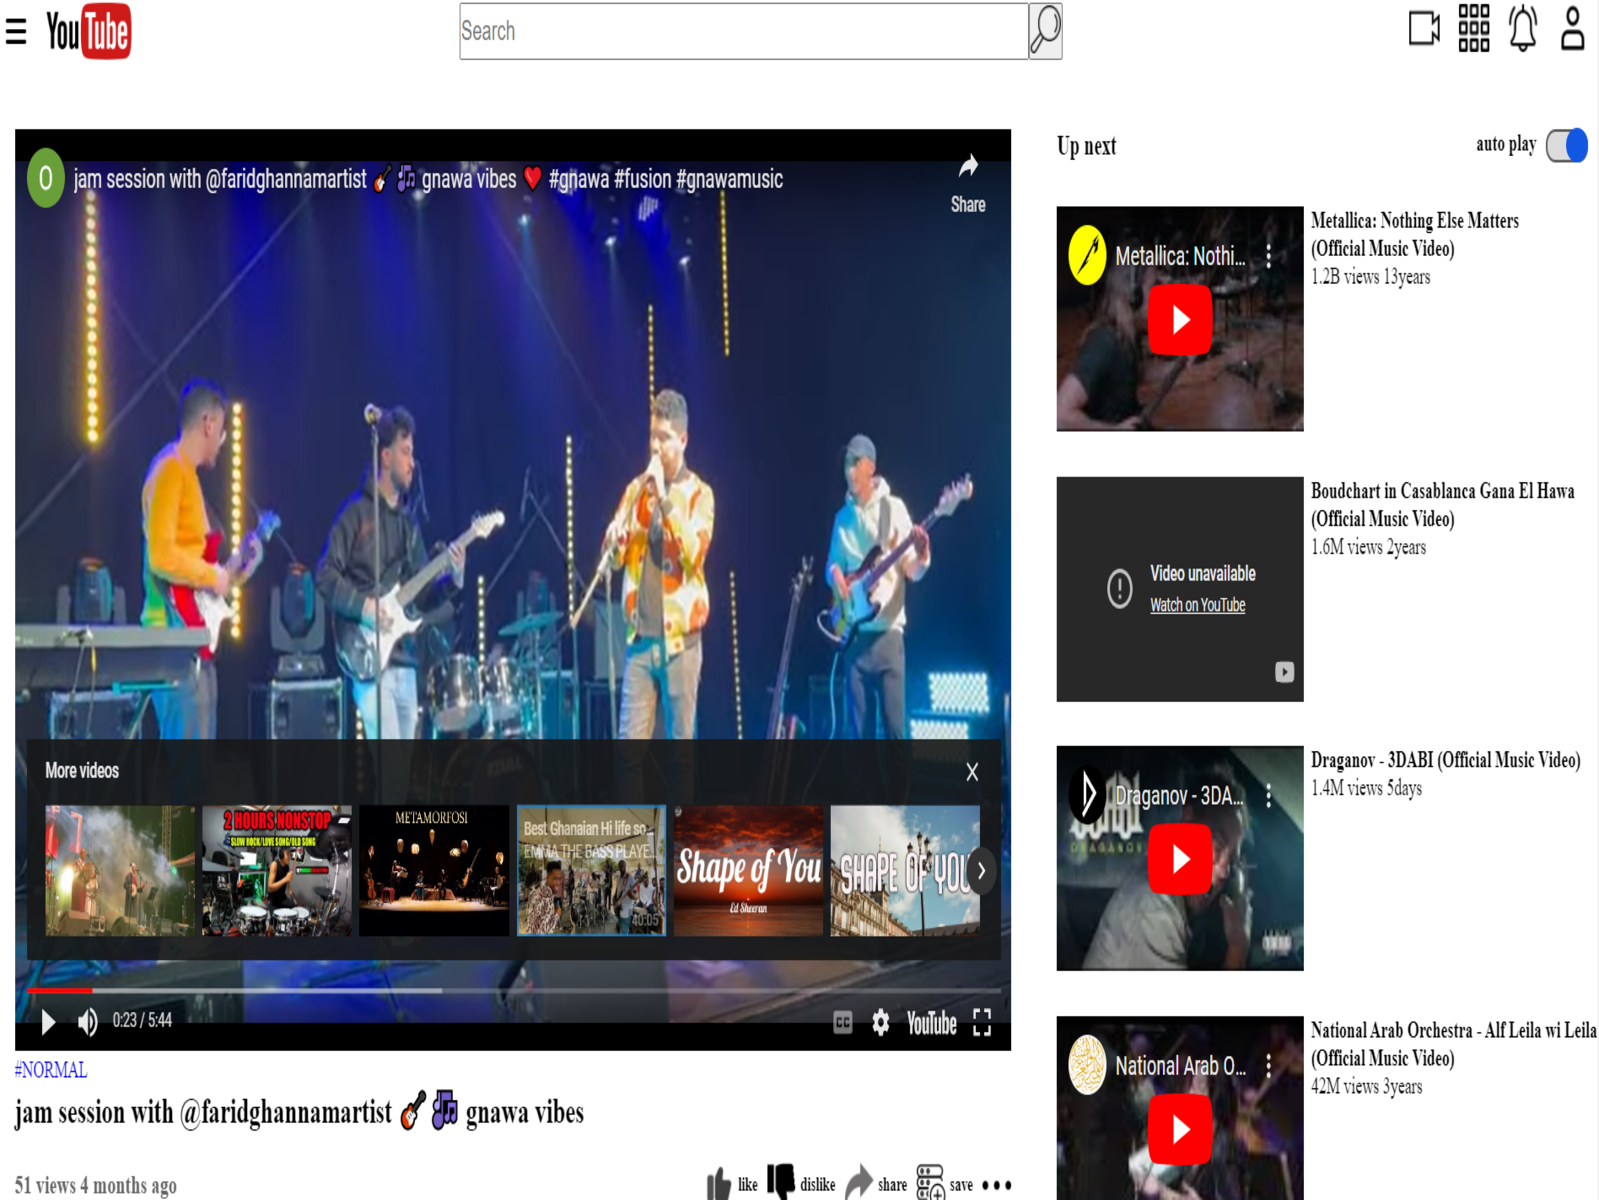 YouTube
Search
O
jam session with @faridghannamartist 🎸 🎶 gnawa vibes ❤️ #gnawa #fusion #gnawamusic
Share
More videos
2 HOURS NONSTOP
SLOW ROCK/LOVE SONG/OLD SONG
METAMORFOSI
Best Ghanaian Hi life so...
EMMA THE BASS PLAYE...
40:05
Shape of You
Ed Sheeran
SHAPE OF YOU
0:23 / 5:44
CC
YouTube
#NORMAL
jam session with @faridghannamartist 🎸 🎶 gnawa vibes
51 views 4 months ago
like
dislike
share
save
Up next
auto play
Metallica: Nothi...
Metallica: Nothing Else Matters
(Official Music Video)
1.2B views 13years
Video unavailable
Watch on YouTube
Boudchart in Casablanca Gana El Hawa
(Official Music Video)
1.6M views 2years
Draganov - 3DA...
DRAGANOV
Draganov - 3DABI (Official Music Video)
1.4M views 5days
National Arab O...
National Arab Orchestra - Alf Leila wi Leila
(Official Music Video)
42M views 3years